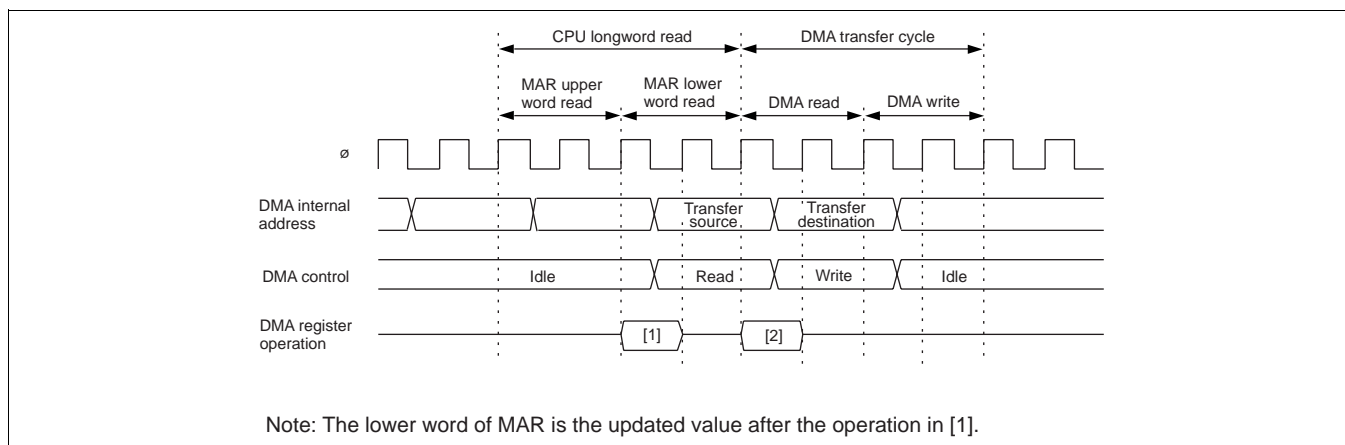 CPU longword read
DMA transfer cycle
MAR upper
word read
MAR lower
word read
DMA read
DMA write
ø
DMA internal
address
Transfer
source
Transfer
destination
DMA control
Idle
Read
Write
Idle
DMA register
operation
[1]
[2]
Note: The lower word of MAR is the updated value after the operation in [1].